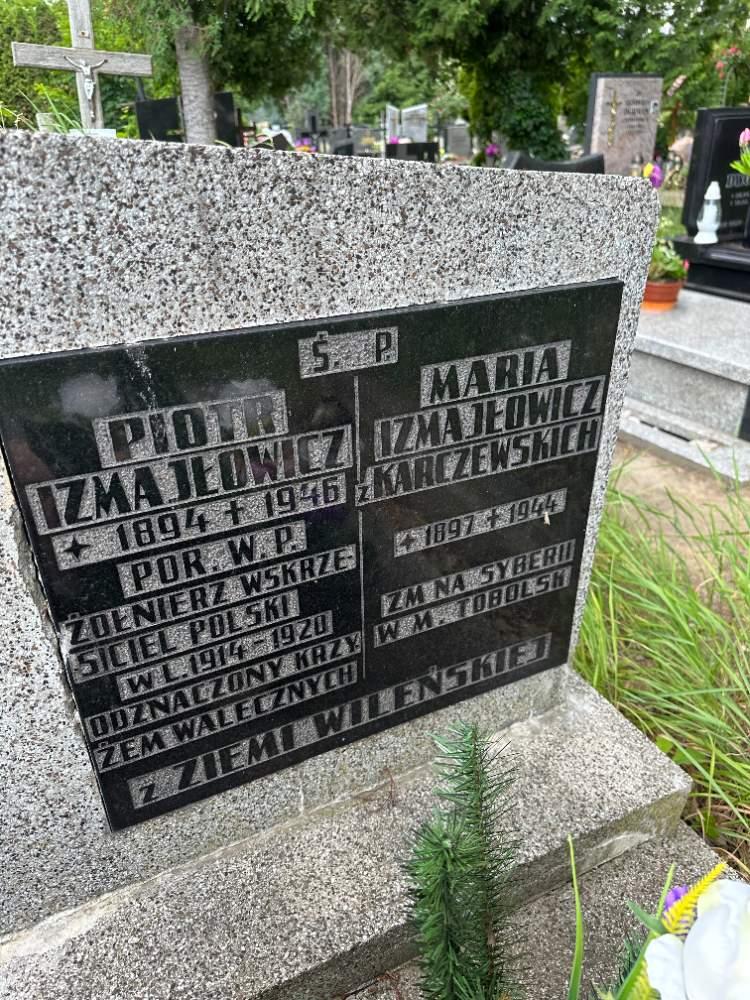 Ś. P.
PIOTR
IZMAJŁOWICZ
* 1894 + 1946
POR. W. P.
ŻOŁNIERZ WSKRZE-
SICIEL POLSKI
W L. 1914-1920
ODZNACZONY KRZY.
ŻEM WALECZNYCH
MARIA
IZMAJŁOWICZ
z KARCZEWSKICH
* 1897 + 1944
ZM NA SYBERII
W M. TOBOLSK
z ZIEMI WILEŃSKIEJ